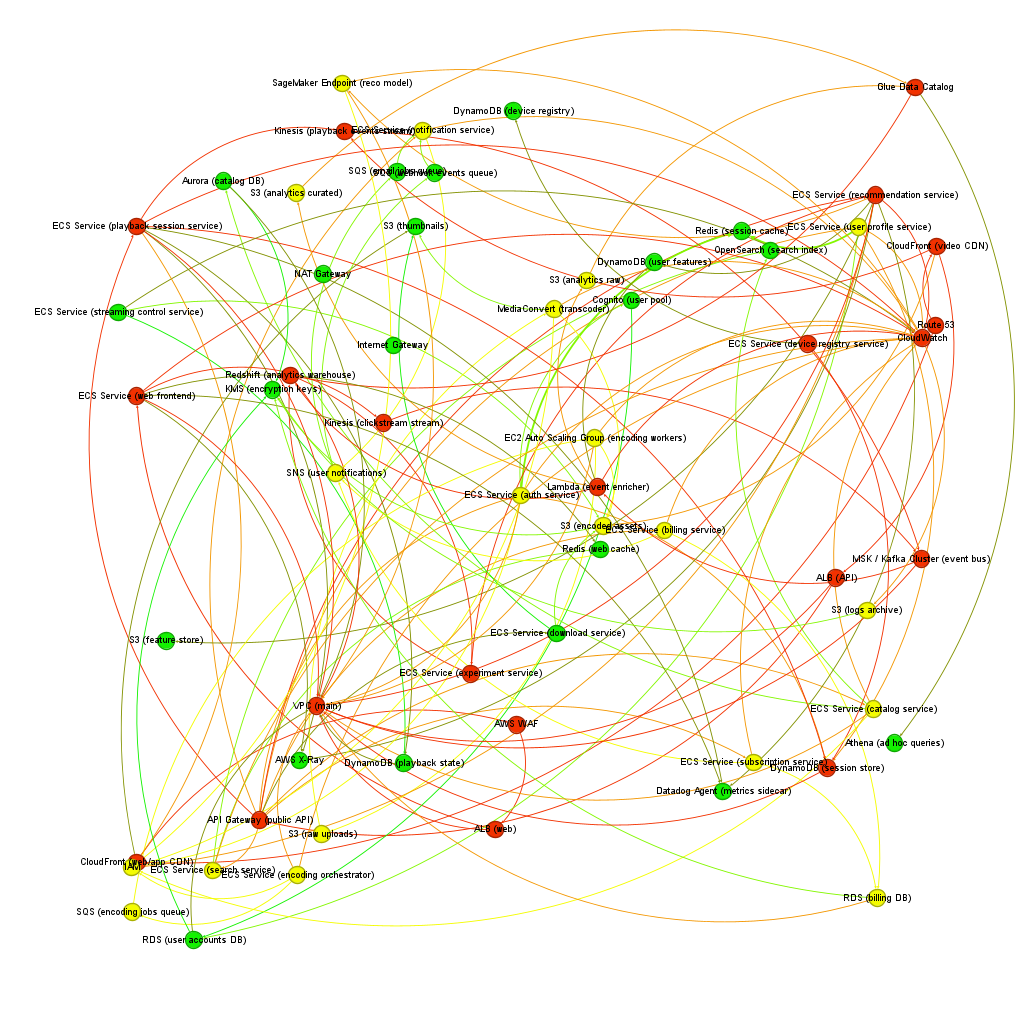 SageMaker Endpoint (reco model)
Glue Data Catalog
DynamoDB (device registry)
Kinesis (playback events stream)
ECS Service (notification service)
SQS (email jobs queue)
SQS (webhook events queue)
Aurora (catalog DB)
S3 (analytics curated)
ECS Service (recommendation service)
ECS Service (playback session service)
S3 (thumbnails)
Redis (session cache)
ECS Service (user profile service)
OpenSearch (search index)
CloudFront (video CDN)
DynamoDB (user features)
NAT Gateway
S3 (analytics raw)
Cognito (user pool)
ECS Service (streaming control service)
MediaConvert (transcoder)
Route 53
CloudWatch
Internet Gateway
ECS Service (device registry service)
Redshift (analytics warehouse)
KMS (encryption keys)
ECS Service (web frontend)
Kinesis (clickstream stream)
EC2 Auto Scaling Group (encoding workers)
SNS (user notifications)
Lambda (event enricher)
ECS Service (auth service)
S3 (encoded assets)
ECS Service (billing service)
Redis (web cache)
MSK / Kafka Cluster (event bus)
ALB (API)
S3 (logs archive)
S3 (feature store)
ECS Service (download service)
ECS Service (experiment service)
VPC (main)
ECS Service (catalog service)
AWS WAF
Athena (ad hoc queries)
AWS X-Ray
DynamoDB (playback state)
ECS Service (subscription service)
DynamoDB (session store)
Datadog Agent (metrics sidecar)
API Gateway (public API)
S3 (raw uploads)
ALB (web)
CloudFront (web/app CDN)
IAM
ECS Service (search service)
ECS Service (encoding orchestrator)
RDS (billing DB)
SQS (encoding jobs queue)
RDS (user accounts DB)